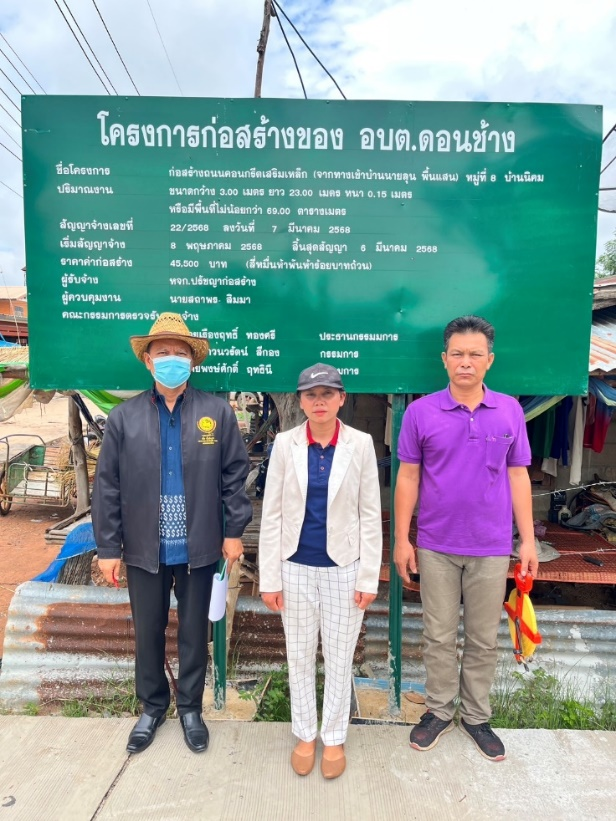 โครงการก่อสร้างของ อบต.ดอนช้าง
ชื่อโครงการ ก่อสร้างถนนคอนกรีตเสริมเหล็ก (จากทางเข้าบ้านนายสุน พื้นแสน) หมู่ที่ 8 บ้านนิคม
ปริมาณงาน ขนาดกว้าง 3.00 เมตร ยาว 23.00 เมตร หนา 0.15 เมตร
หรือมีพื้นที่ไม่น้อยกว่า 69.00 ตารางเมตร
สัญญาจ้างเลขที่ 22/2568 ลงวันที่ 7 มีนาคม 2568
เริ่มสัญญาจ้าง 8 พฤษภาคม 2568 สิ้นสุดสัญญา 6 มีนาคม 2568
ราคาค่าก่อสร้าง 45,500 บาท (สี่หมื่นห้าพันห้าร้อยบาทถ้วน)
ผู้รับจ้าง หจก.ปรัชญาก่อสร้าง
ผู้ควบคุมงาน นายสถาพร สิมมา
คณะกรรมการตรวจรับ จ้าง
เรืองฤทธิ์ ทองศรี ประธานกรรมมการ
วนวรัตน์ สีกอง กรรมการ
พงษ์ศักดิ์ ฤทธินี